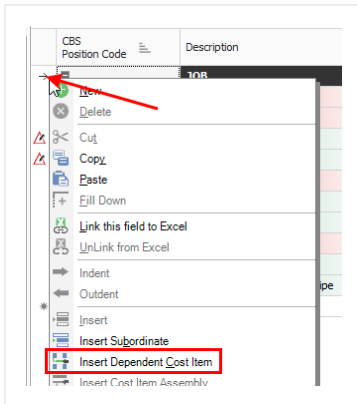 CBS
Position Code
Description
JOB
New
Delete
Cut
Copy
Paste
Fill Down
Link this field to Excel
UnLink from Excel
Indent
Outdent
ipe
Insert
Insert Subordinate
Insert Dependent Cost Item
Insert Cost Item Assembly